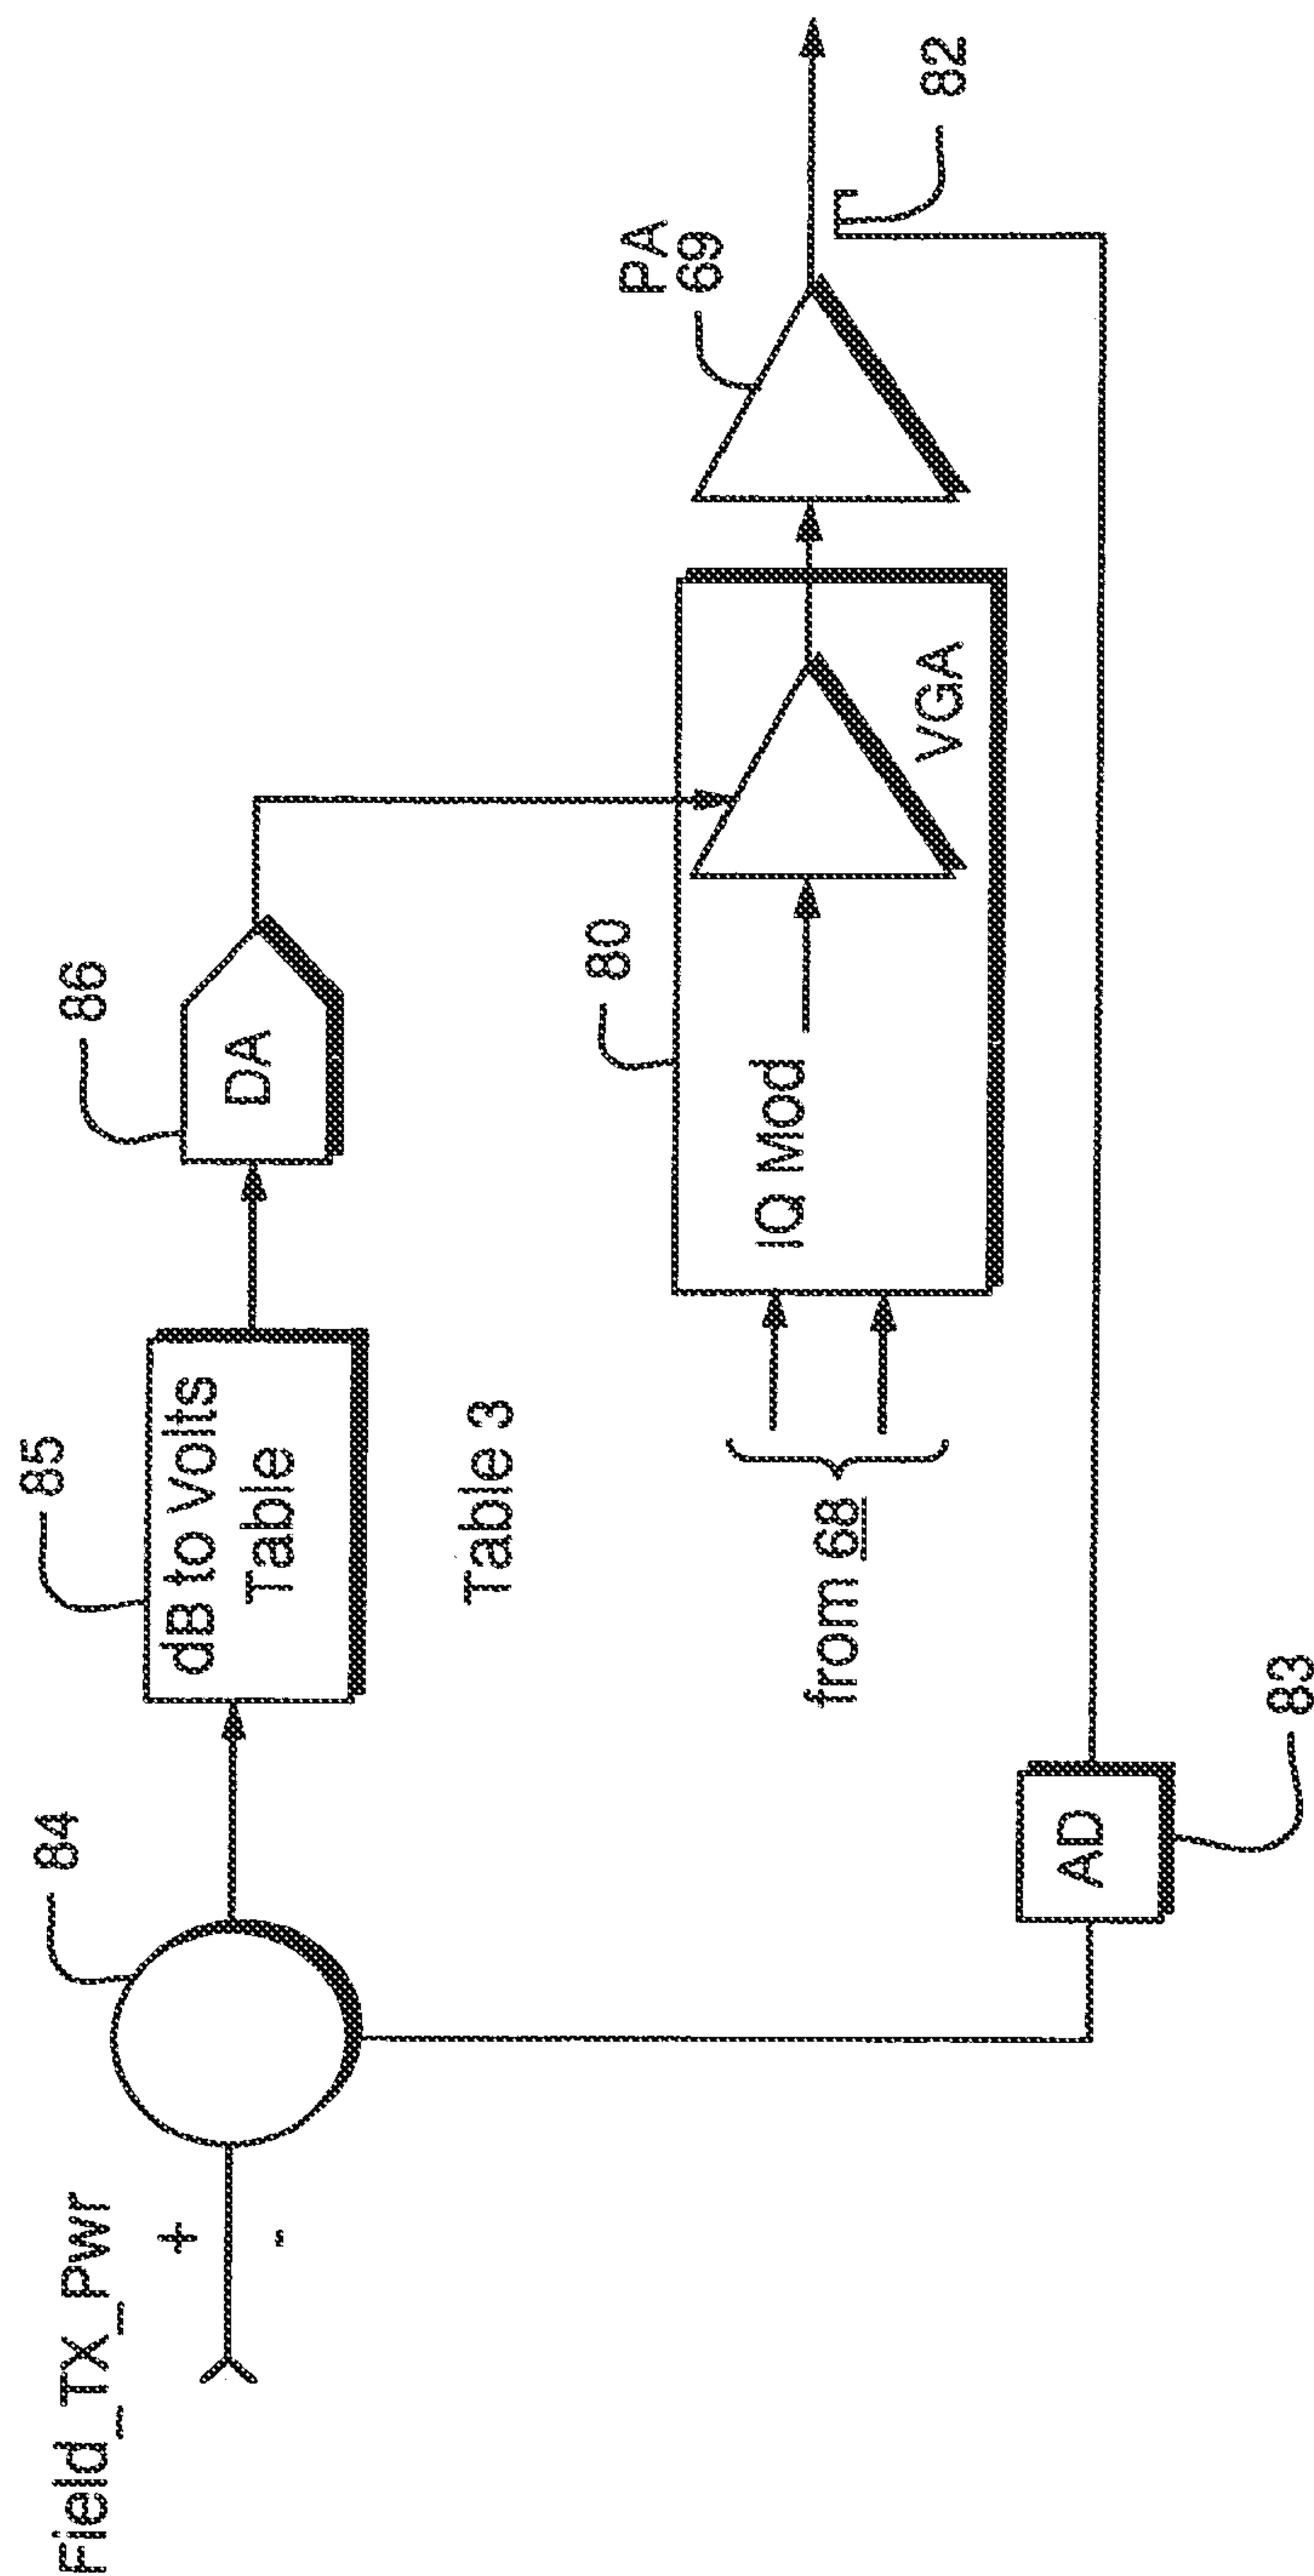 Field_TX_Pwr
+
-
84
85
dB to Volts
Table
Table 3
86
DA
80
IQ Mod
VGA
from 68
PA
69
82
AD
83